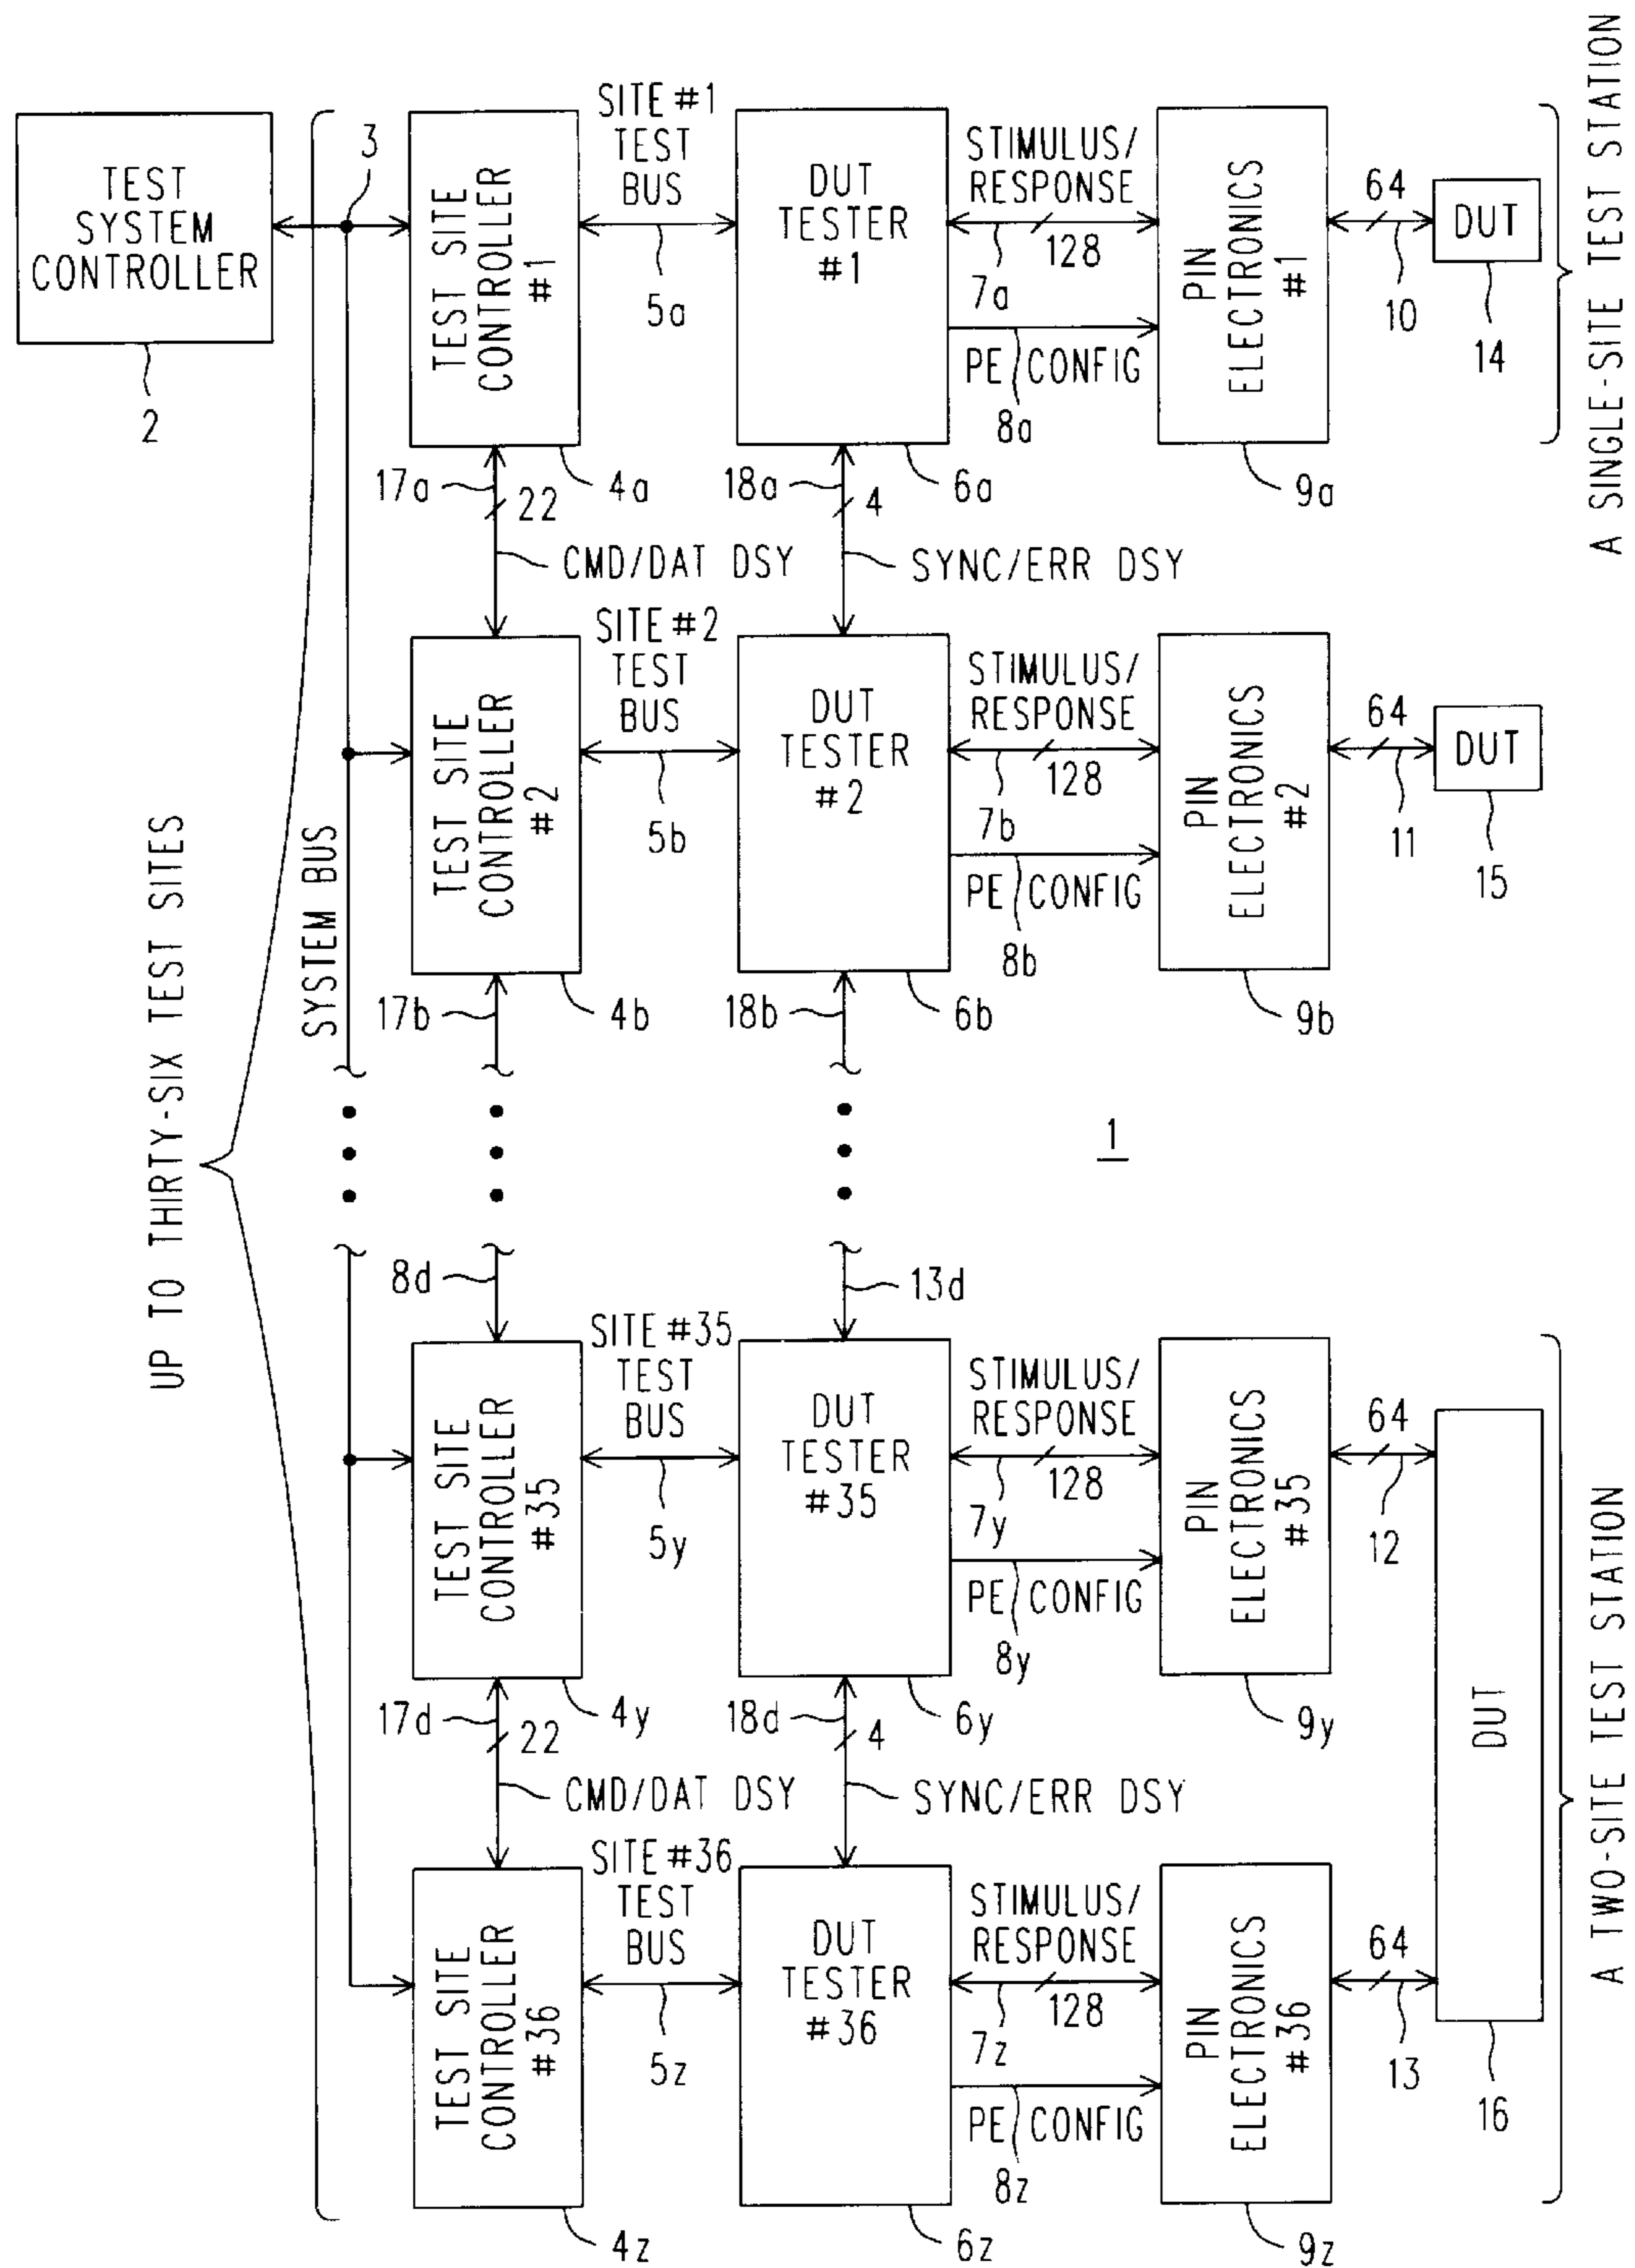 TEST
SYSTEM
CONTROLLER
2
3
UP TO THIRTY-SIX TEST SITES
SYSTEM BUS
TEST SITE
CONTROLLER
#1
SITE #1
TEST
BUS
5a
DUT
TESTER
#1
STIMULUS/
RESPONSE
128
7a
PE CONFIG
8a
PIN
ELECTRONICS
#1
64
10
DUT
14
A SINGLE-SITE TEST STATION
17a
22
4a
18a
4
6a
9a
CMD/DAT DSY
SYNC/ERR DSY
TEST SITE
CONTROLLER
#2
SITE #2
TEST
BUS
5b
DUT
TESTER
#2
STIMULUS/
RESPONSE
128
7b
PE CONFIG
8b
PIN
ELECTRONICS
#2
64
11
DUT
15
17b
4b
18b
6b
9b
1
8d
13d
TEST SITE
CONTROLLER
#35
SITE #35
TEST
BUS
5y
DUT
TESTER
#35
STIMULUS/
RESPONSE
128
7y
PE CONFIG
8y
PIN
ELECTRONICS
#35
64
12
DUT
16
A TWO-SITE TEST STATION
17d
22
4y
18d
4
6y
9y
CMD/DAT DSY
SYNC/ERR DSY
TEST SITE
CONTROLLER
#36
SITE #36
TEST
BUS
5z
DUT
TESTER
#36
STIMULUS/
RESPONSE
128
7z
PE CONFIG
8z
PIN
ELECTRONICS
#36
64
13
4z
6z
9z